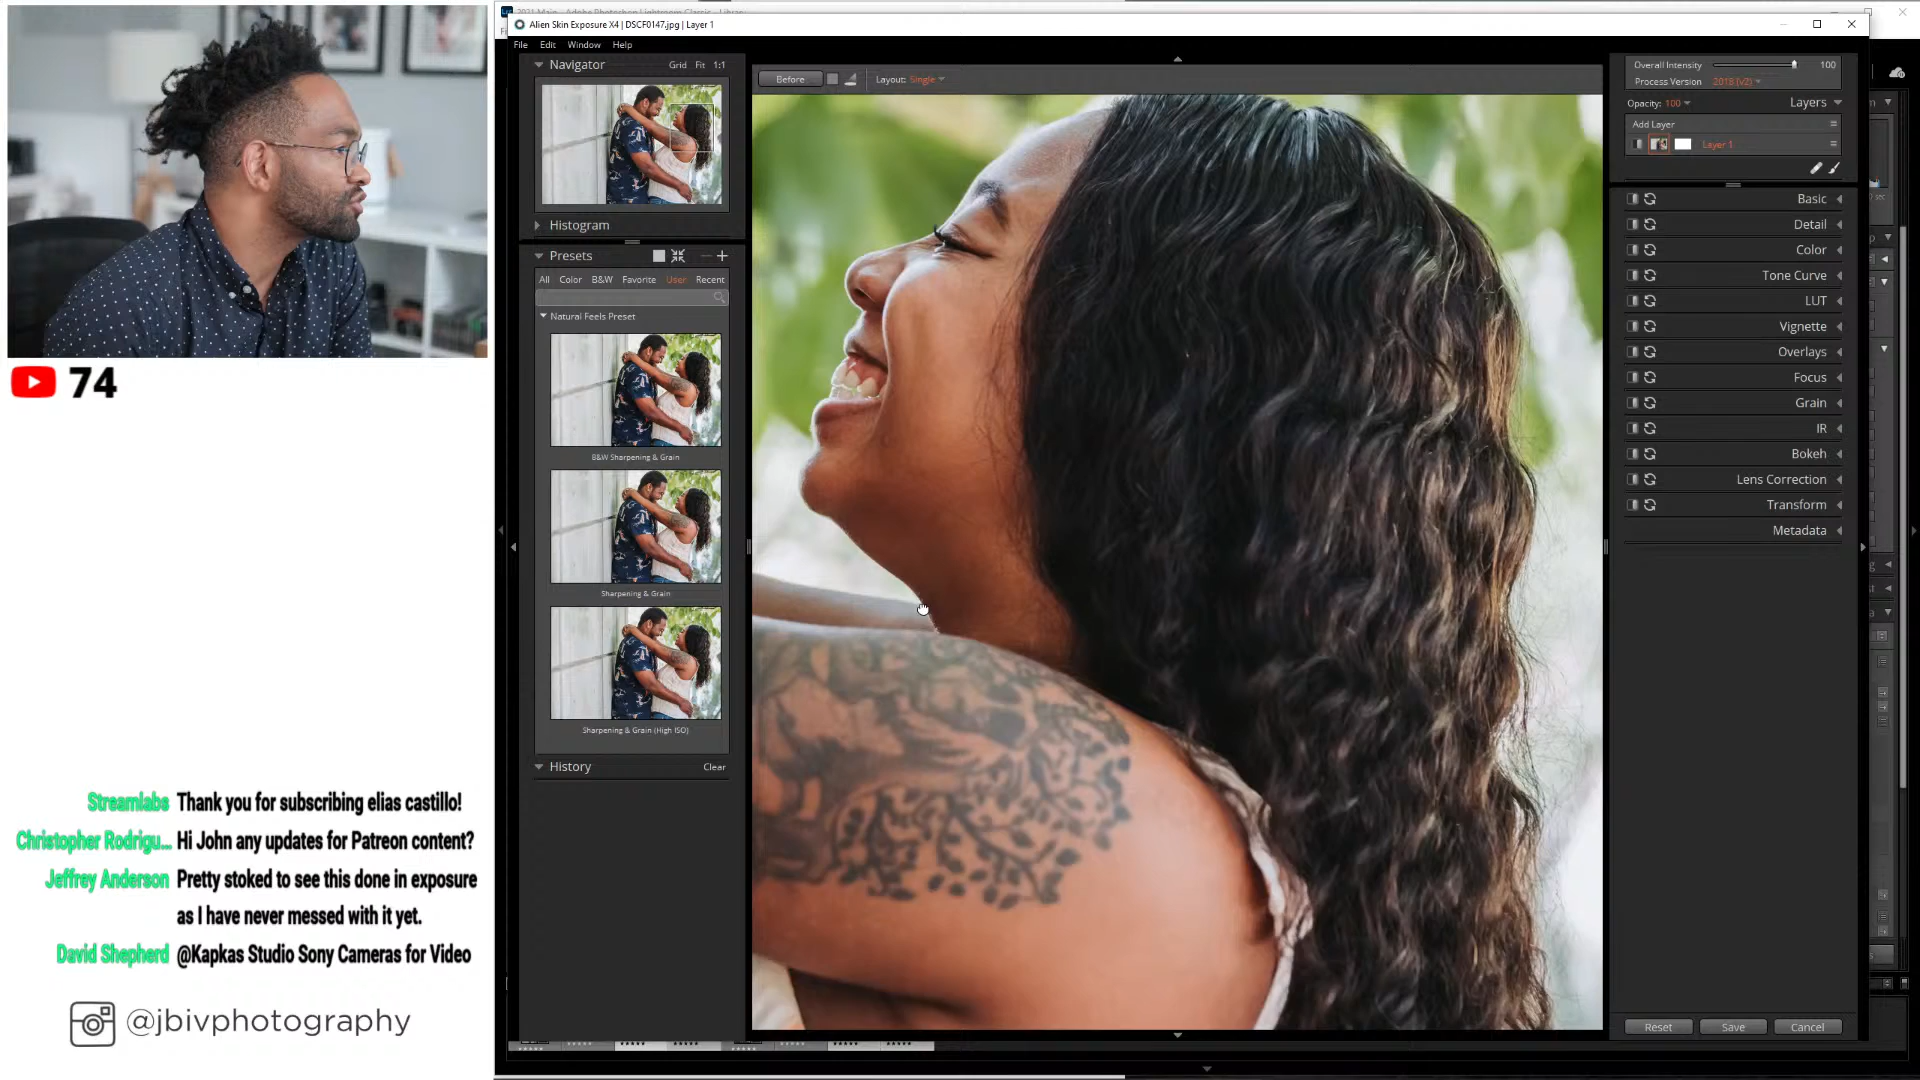 74
Streamlabs Thank you for subscribing elias castillo!
Christopher Rodrigu... Hi John any updates for Patreon content?
Jeffrey Anderson Pretty stoked to see this done in exposure
as I have never messed with it yet.
David Shepherd @Kapkas Studio Sony Cameras for Video
@jbivphotography
Alien Skin Exposure X4 | DSCF0147.jpg | Layer 1
File Edit Window Help
Navigator Grid Fit 1:1
Histogram
Presets
All Color B&W Favorite User Recent
Natural Feels Preset
B&W Sharpening & Grain
Sharpening & Grain
Sharpening & Grain (High ISO)
History Clear
Before Layout: Single
Overall Intensity 100
Process Version 2018 (v2)
Opacity: 100 Layers
Add Layer
Layer 1
Basic
Detail
Color
Tone Curve
LUT
Vignette
Overlays
Focus
Grain
IR
Bokeh
Lens Correction
Transform
Metadata
Reset Save Cancel